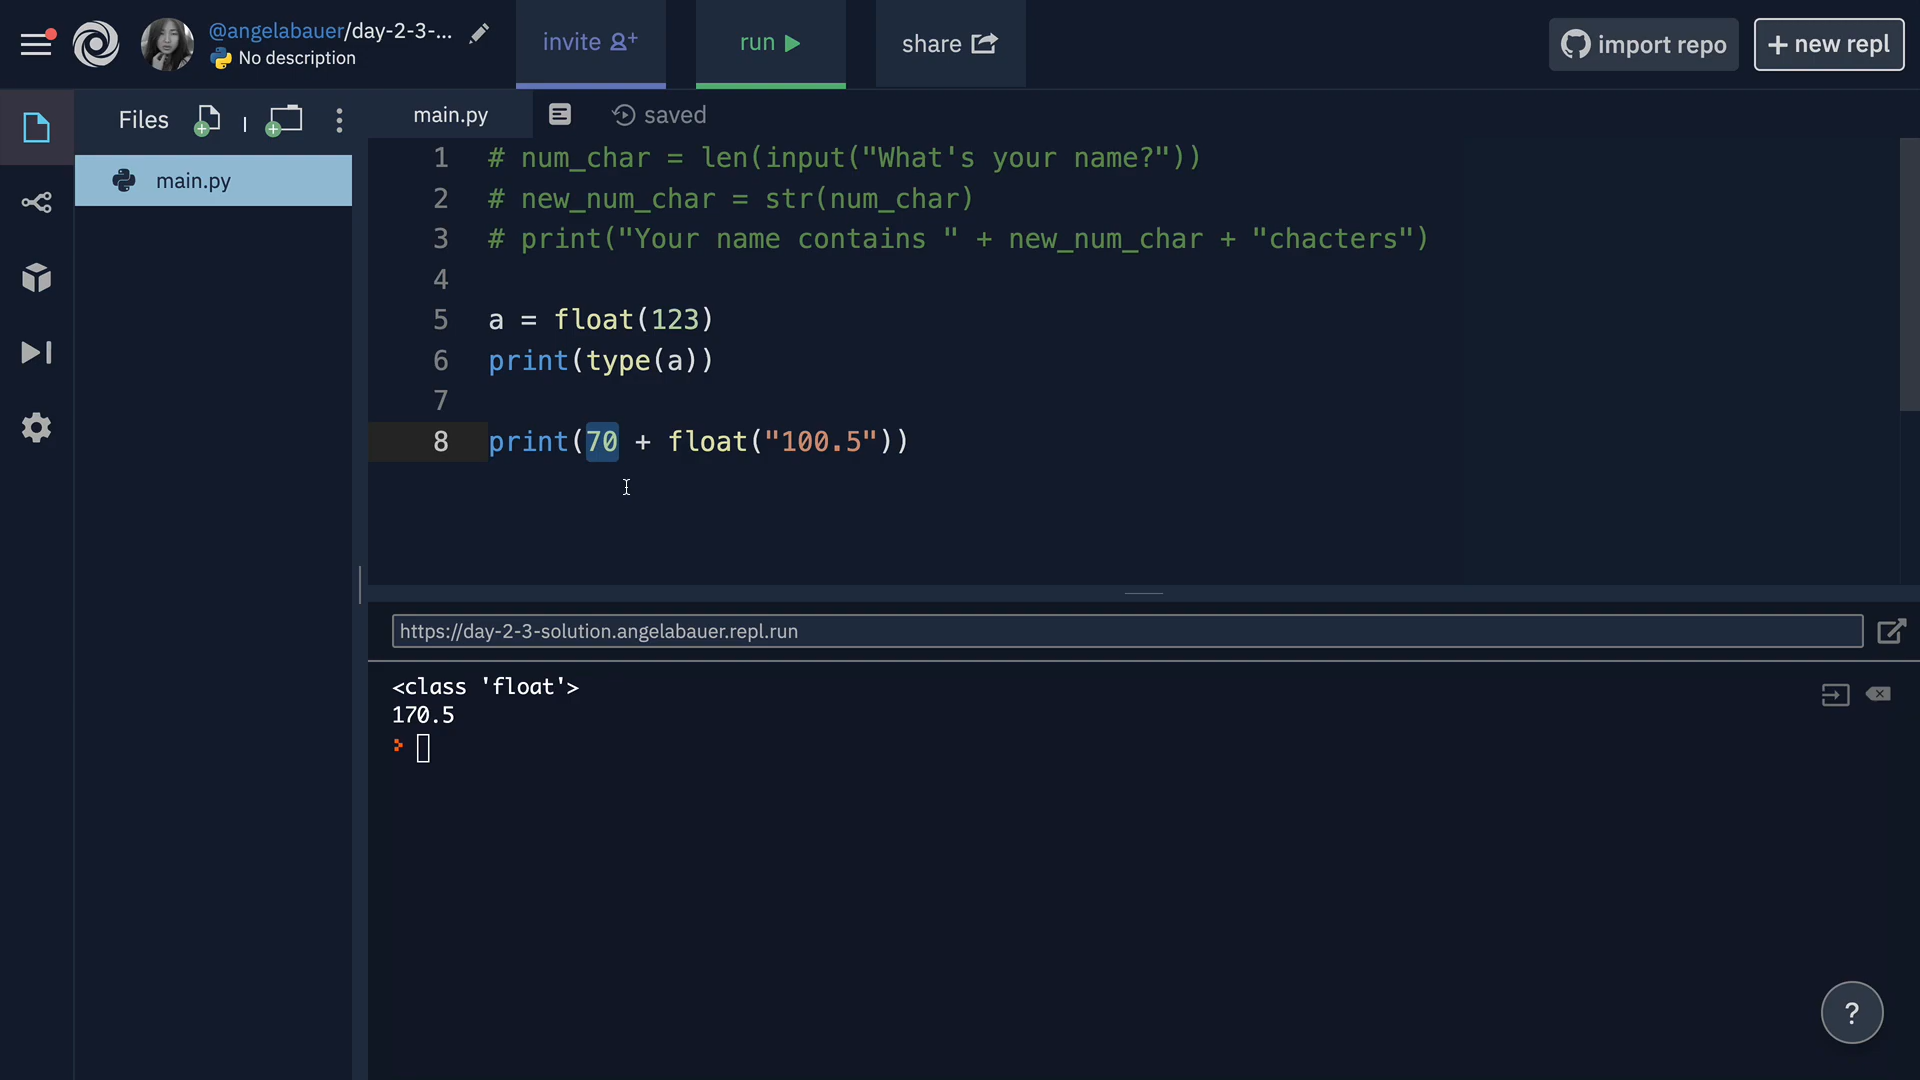 @angelabauer/day-2-3-...
No description
invite
run
share
import repo
+ new repl
Files
main.py
saved
main.py
1 # num_char = len(input("What's your name?"))
2 # new_num_char = str(num_char)
3 # print("Your name contains " + new_num_char + "chacters")
4
5 a = float(123)
6 print(type(a))
7
8 print(70 + float("100.5"))
https://day-2-3-solution.angelabauer.repl.run
<class 'float'>
170.5
?